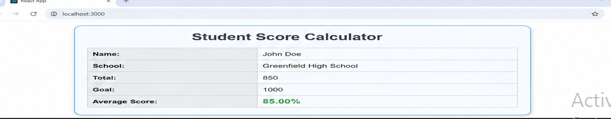 React App
localhost:3000
Student Score Calculator
Name: John Doe
School: Greenfield High School
Total: 850
Goal: 1000
Average Score: 85.00%
Activ